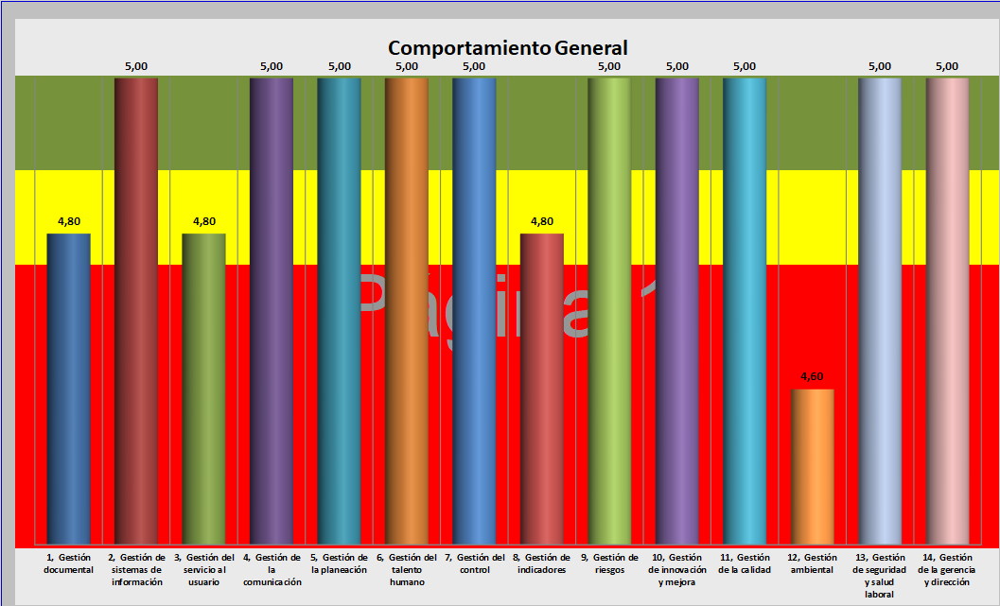 Comportamiento General
5,00 5,00 5,00 5,00 5,00 5,00 5,00 5,00 5,00 5,00
4,80 4,80 4,80
4,60
Página 1
1, Gestión
documental
2, Gestión de
sistemas de
información
3, Gestión del
servicio al
usuario
4, Gestión de
la
comunicación
5, Gestión de
la planeación
6, Gestión del
talento
humano
7, Gestión del
control
8, Gestión de
indicadores
9, Gestión de
riesgos
10, Gestión
de innovación
y mejora
11, Gestión
de la calidad
12, Gestión
ambiental
13, Gestión
de seguridad
y salud
laboral
14, Gestión
de la gerencia
y dirección